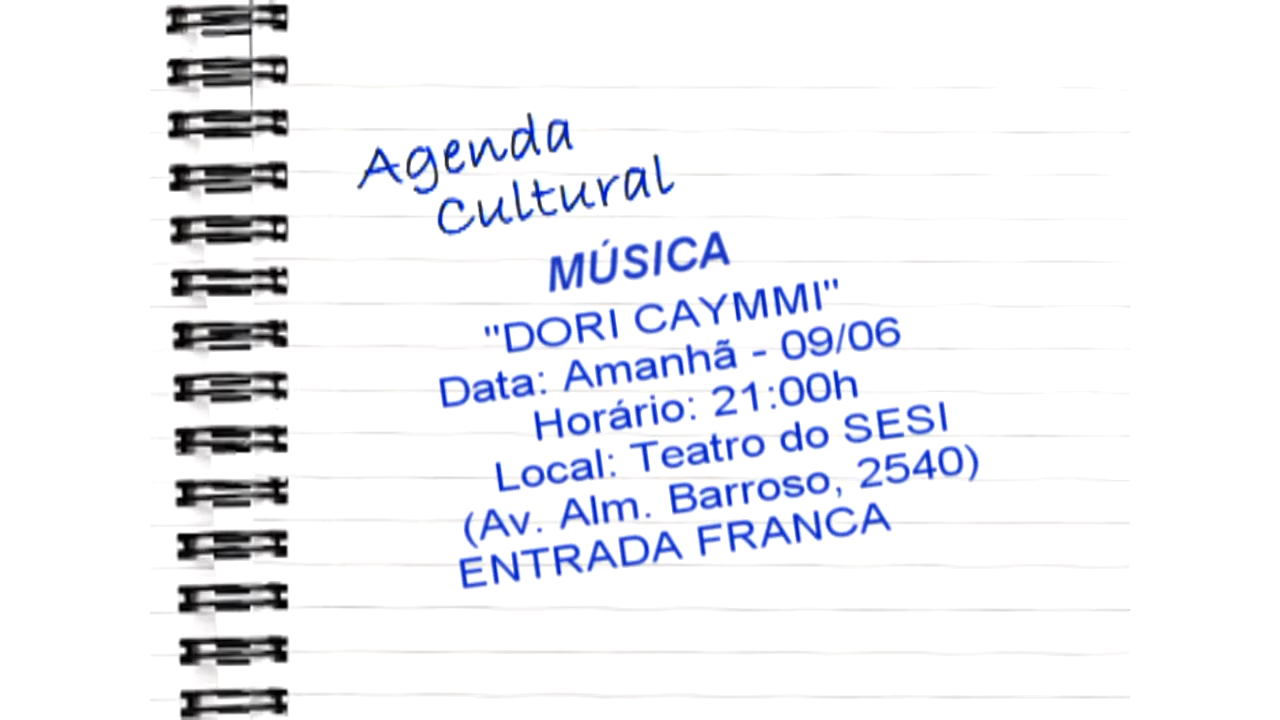 Agenda
Cultural
MÚSICA
"DORI CAYMMI"
Data: Amanhã - 09/06
Horário: 21:00h
Local: Teatro do SESI
(Av. Alm. Barroso, 2540)
ENTRADA FRANCA